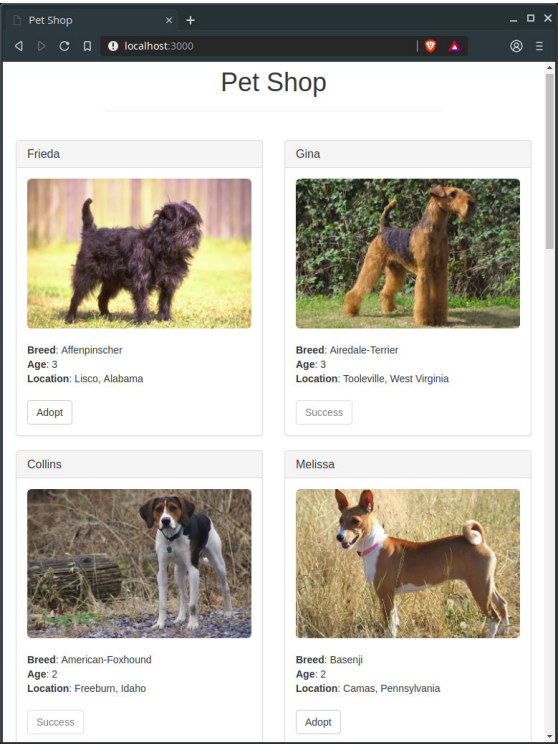 Pet Shop
localhost:3000
Pet Shop
Frieda
Breed: Affenpinscher
Age: 3
Location: Lisco, Alabama
Adopt
Gina
Breed: Airedale-Terrier
Age: 3
Location: Tooleville, West Virginia
Success
Collins
Breed: American-Foxhound
Age: 2
Location: Freeburn, Idaho
Success
Melissa
Breed: Basenji
Age: 2
Location: Camas, Pennsylvania
Adopt